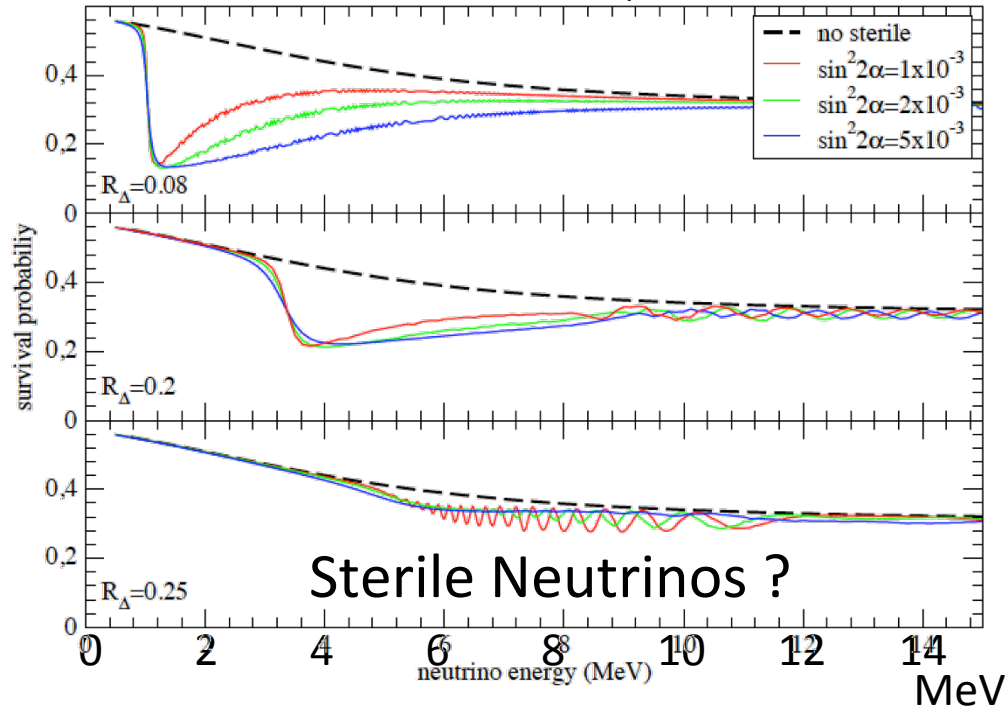 no sterile
sin²2α=1x10⁻³
sin²2α=2x10⁻³
sin²2α=5x10⁻³
0,4
0,2
R_Δ=0.08
0
0,4
0,2
R_Δ=0.2
0
0,4
0,2
R_Δ=0.25
0
survival probabiliy
Sterile Neutrinos ?
0 2 4 6 8 10 12 14
neutrino energy (MeV)
MeV